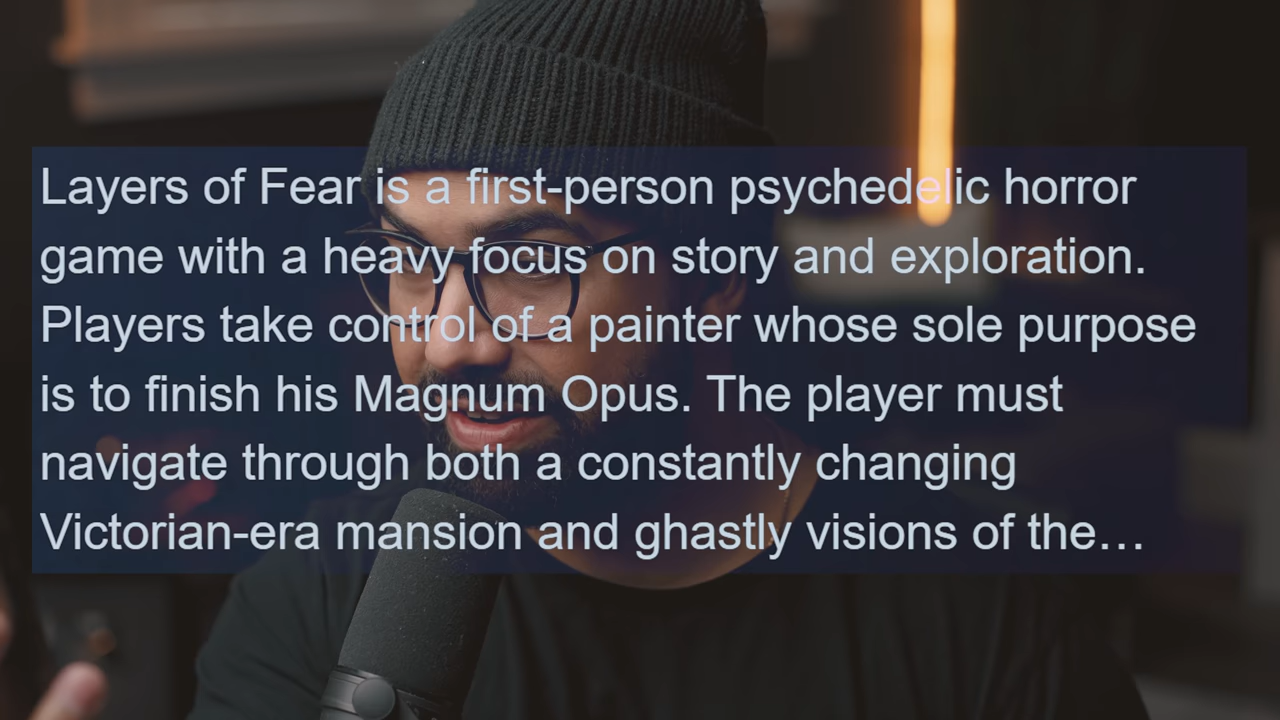 Layers of Fear is a first-person psychedelic horror
game with a heavy focus on story and exploration.
Players take control of a painter whose sole purpose
is to finish his Magnum Opus. The player must
navigate through both a constantly changing
Victorian-era mansion and ghastly visions of the…